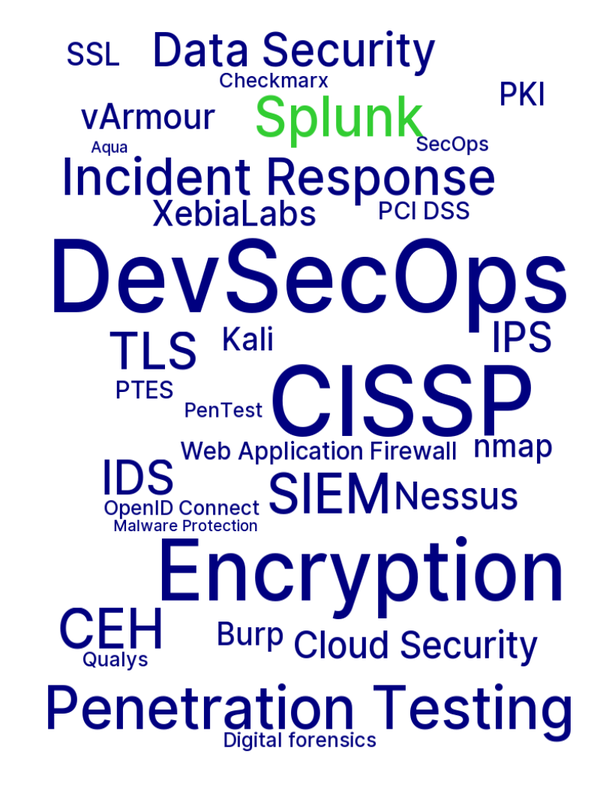 SSL
Data Security
Checkmarx
PKI
vArmour
Splunk
Aqua
SecOps
Incident Response
XebiaLabs
PCI DSS
DevSecOps
TLS
Kali
IPS
PTES
CISSP
PenTest
Web Application Firewall
nmap
IDS
SIEM
Nessus
OpenID Connect
Malware Protection
Encryption
CEH
Burp
Cloud Security
Qualys
Penetration Testing
Digital forensics